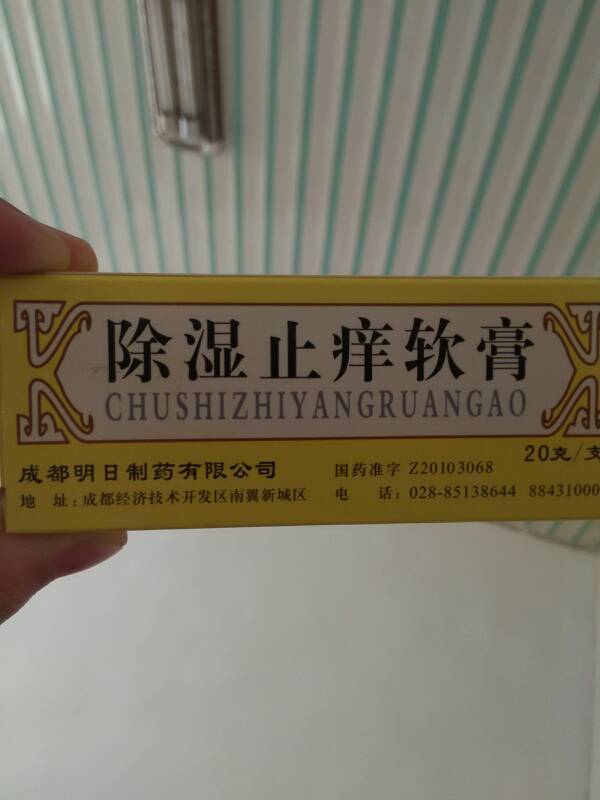 除湿止痒软膏
CHUSHIZHIYANGRUANGAO
20克/支
成都明日制药有限公司
国药准字 Z20103068
地 址:成都经济技术开发区南翼新城区
电 话:028-85138644 88431000